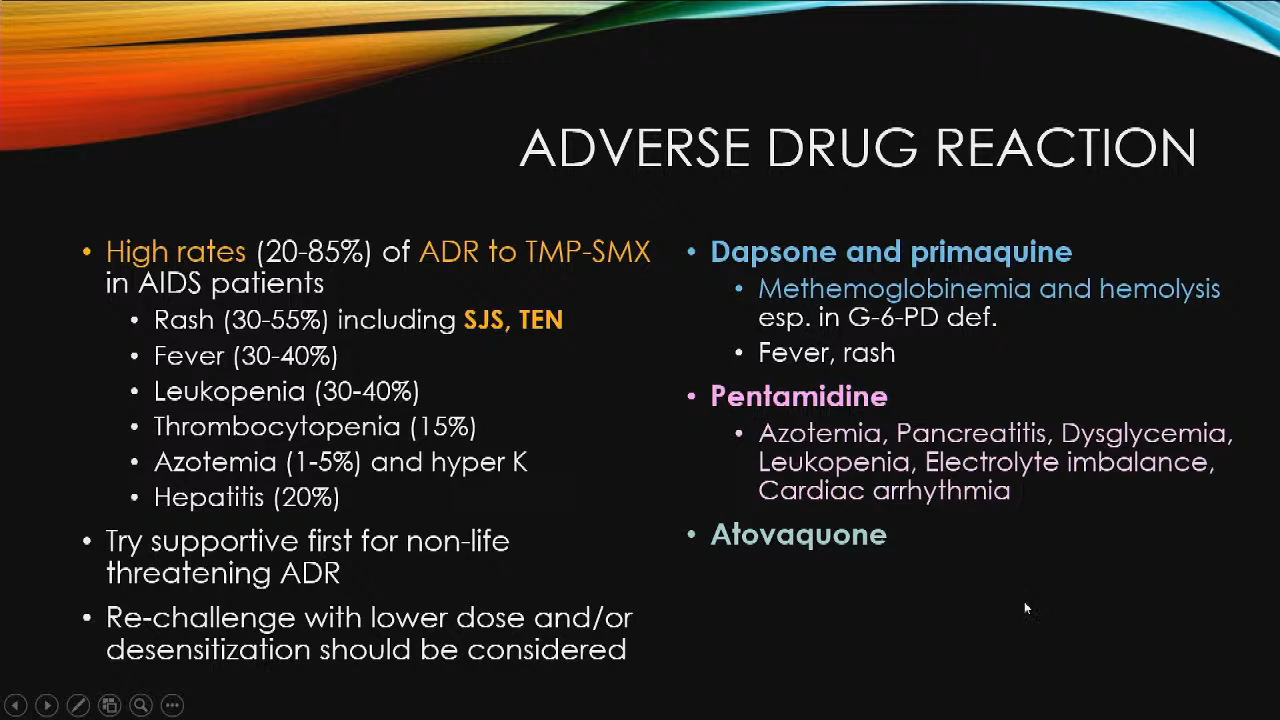 ADVERSE DRUG REACTION
• High rates (20-85%) of ADR to TMP-SMX
in AIDS patients
• Rash (30-55%) including SJS, TEN
• Fever (30-40%)
• Leukopenia (30-40%)
• Thrombocytopenia (15%)
• Azotemia (1-5%) and hyper K
• Hepatitis (20%)
• Try supportive first for non-life
threatening ADR
• Re-challenge with lower dose and/or
desensitization should be considered
• Dapsone and primaquine
• Methemoglobinemia and hemolysis
esp. in G-6-PD def.
• Fever, rash
• Pentamidine
• Azotemia, Pancreatitis, Dysglycemia,
Leukopenia, Electrolyte imbalance,
Cardiac arrhythmia
• Atovaquone